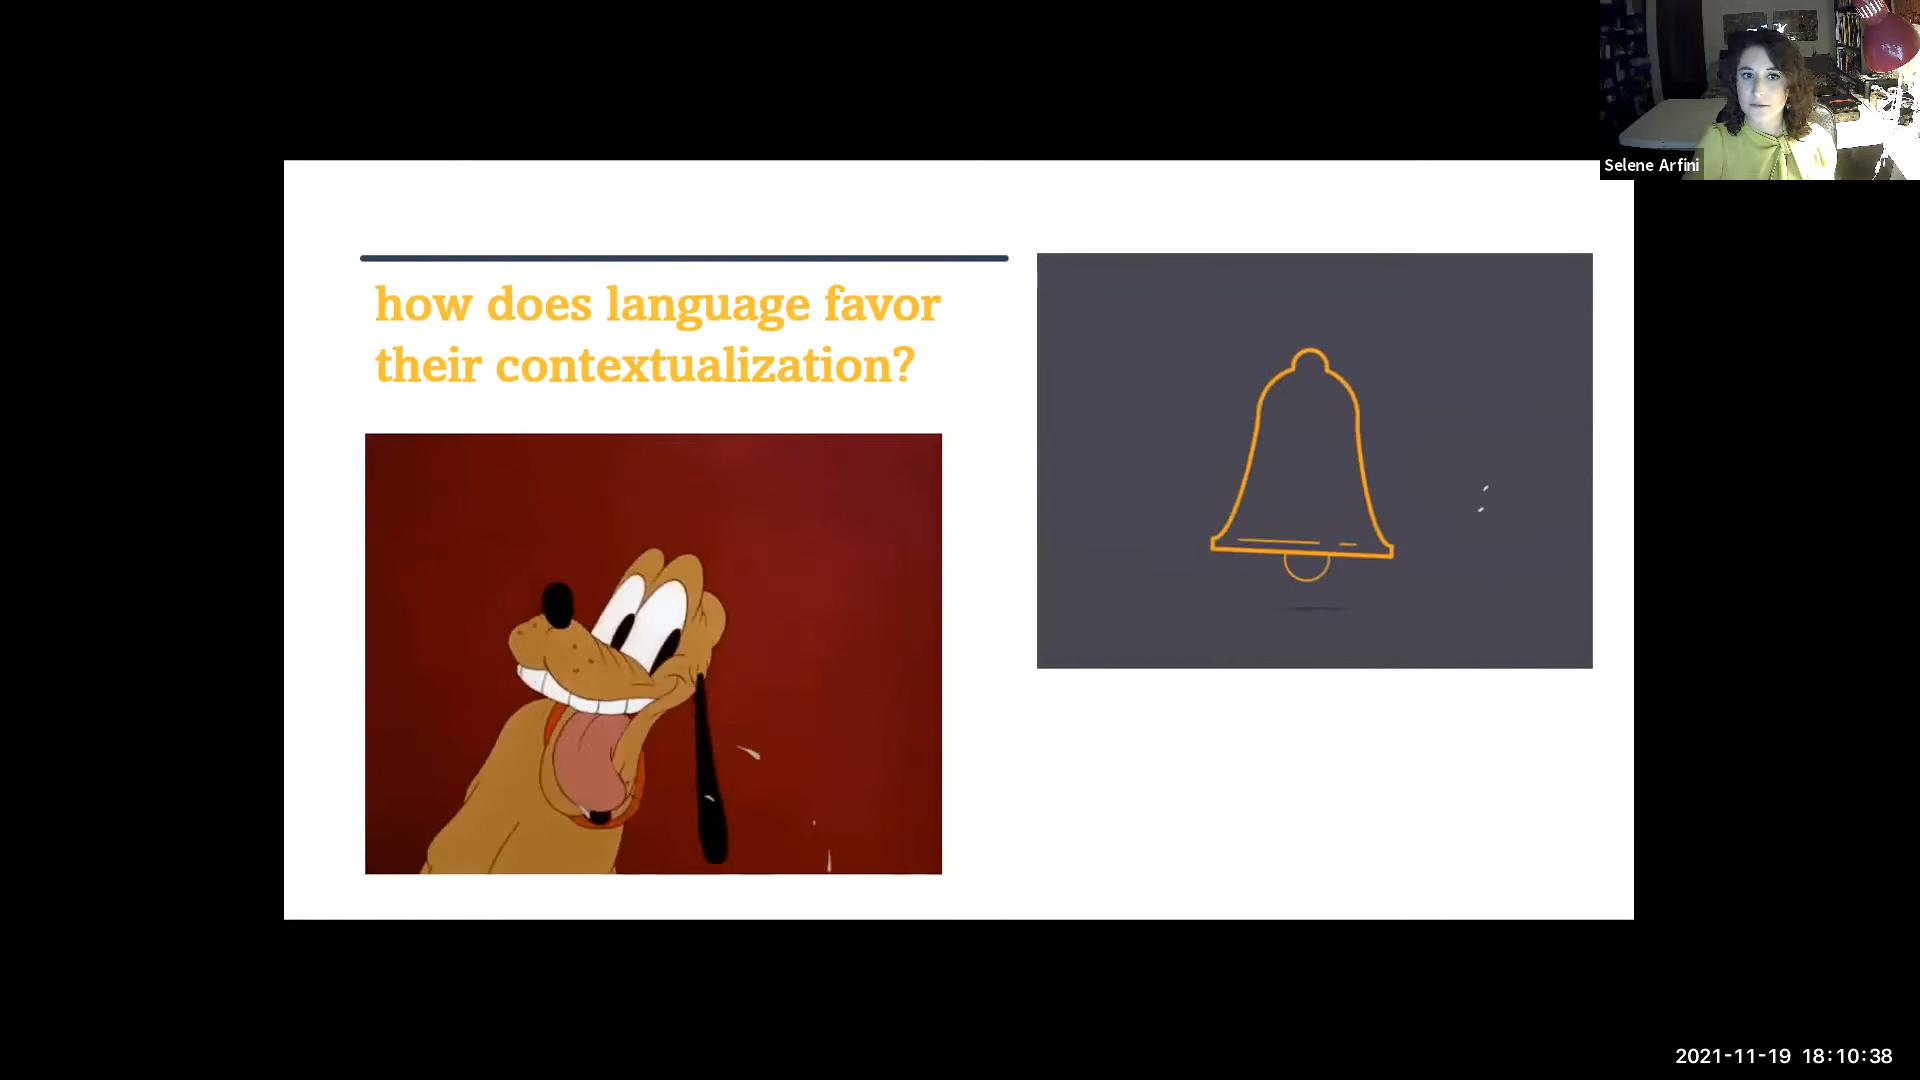 Selene Arfini
how does language favor
their contextualization?
2021-11-19 18:10:38